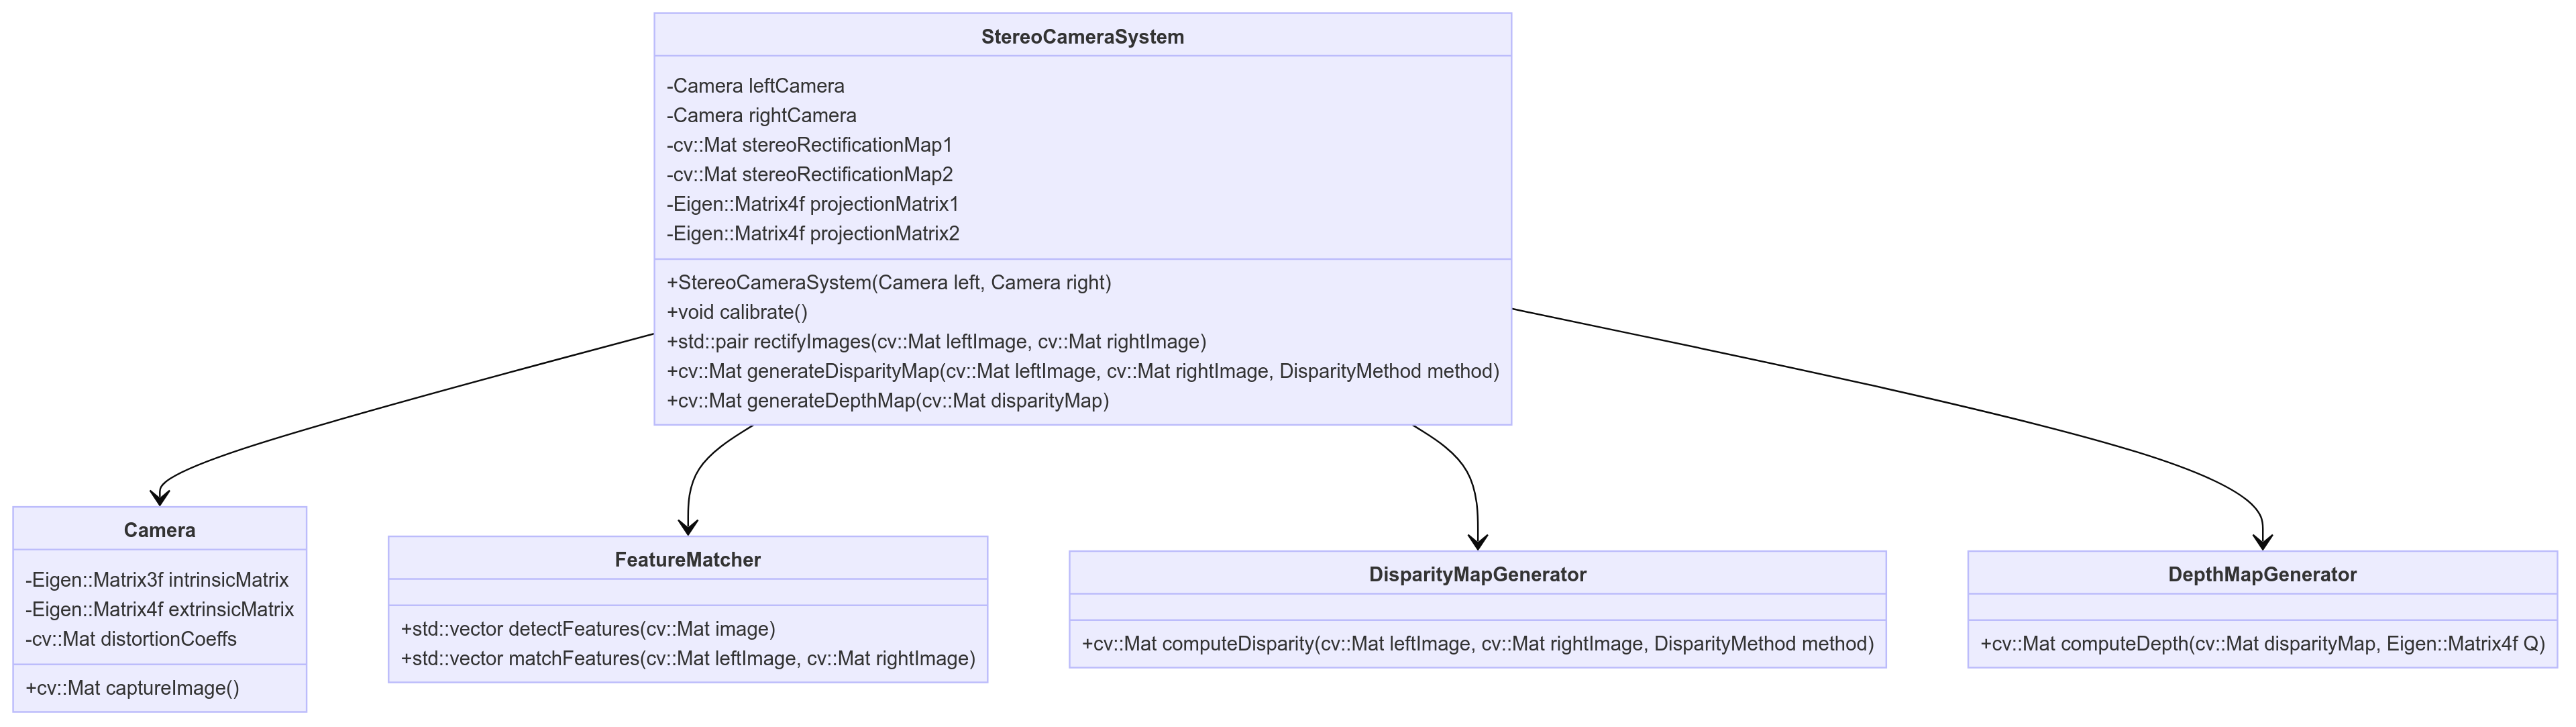 StereoCameraSystem
-Camera leftCamera
-Camera rightCamera
-cv::Mat stereoRectificationMap1
-cv::Mat stereoRectificationMap2
-Eigen::Matrix4f projectionMatrix1
-Eigen::Matrix4f projectionMatrix2
+StereoCameraSystem(Camera left, Camera right)
+void calibrate()
+std::pair rectifyImages(cv::Mat leftImage, cv::Mat rightImage)
+cv::Mat generateDisparityMap(cv::Mat leftImage, cv::Mat rightImage, DisparityMethod method)
+cv::Mat generateDepthMap(cv::Mat disparityMap)
Camera
-Eigen::Matrix3f intrinsicMatrix
-Eigen::Matrix4f extrinsicMatrix
-cv::Mat distortionCoeffs
+cv::Mat captureImage()
FeatureMatcher
+std::vector detectFeatures(cv::Mat image)
+std::vector matchFeatures(cv::Mat leftImage, cv::Mat rightImage)
DisparityMapGenerator
+cv::Mat computeDisparity(cv::Mat leftImage, cv::Mat rightImage, DisparityMethod method)
DepthMapGenerator
+cv::Mat computeDepth(cv::Mat disparityMap, Eigen::Matrix4f Q)